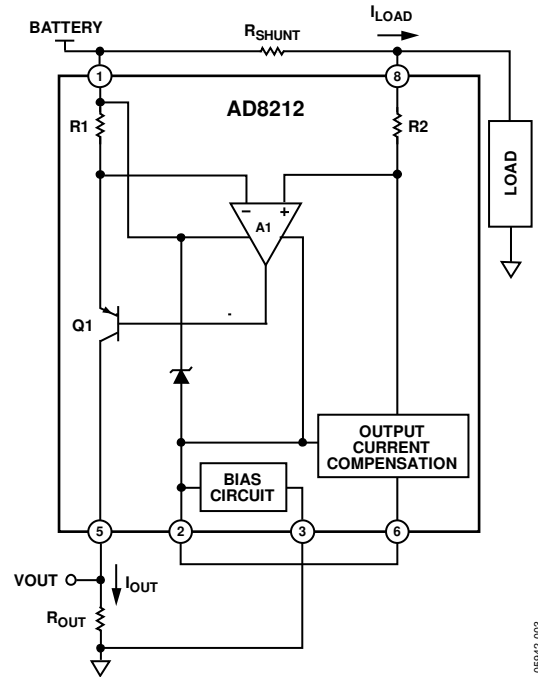 BATTERY
RSHUNT
ILOAD
1
8
AD8212
R1
R2
LOAD
− +
A1
Q1
OUTPUT
CURRENT
COMPENSATION
BIAS
CIRCUIT
5
2
3
6
VOUT
IOUT
ROUT
05942-003